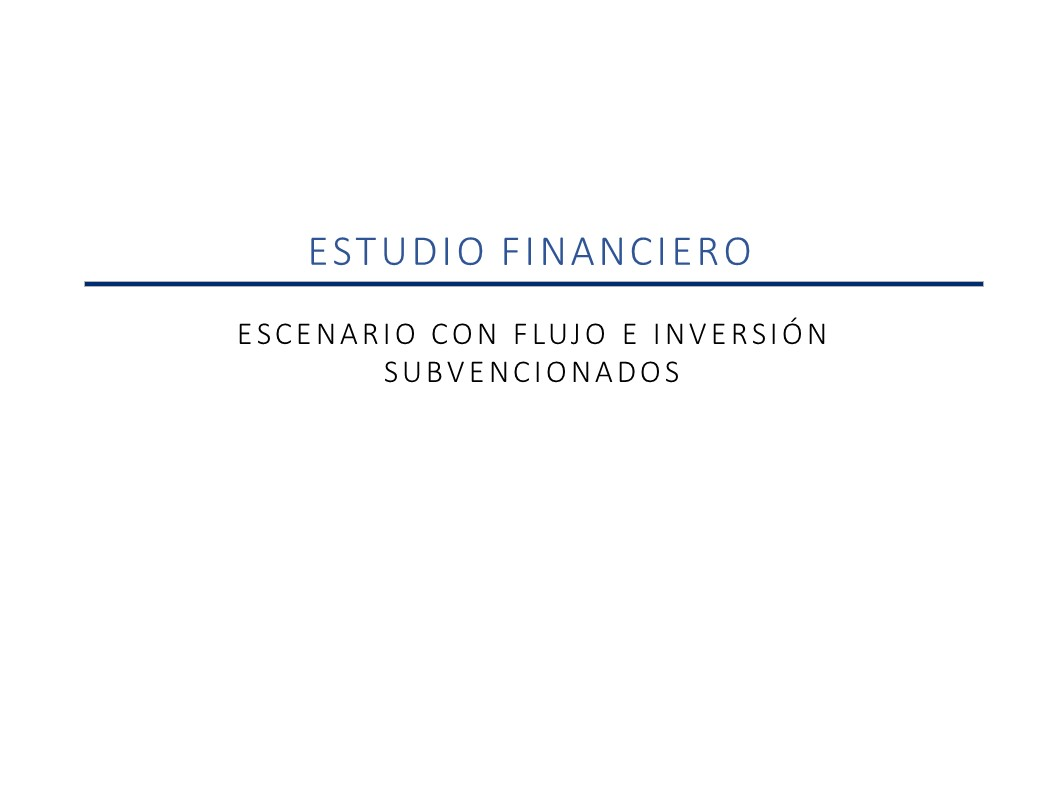 ESTUDIO FINANCIERO
ESCENARIO CON FLUJO E INVERSIÓN
SUBVENCIONADOS